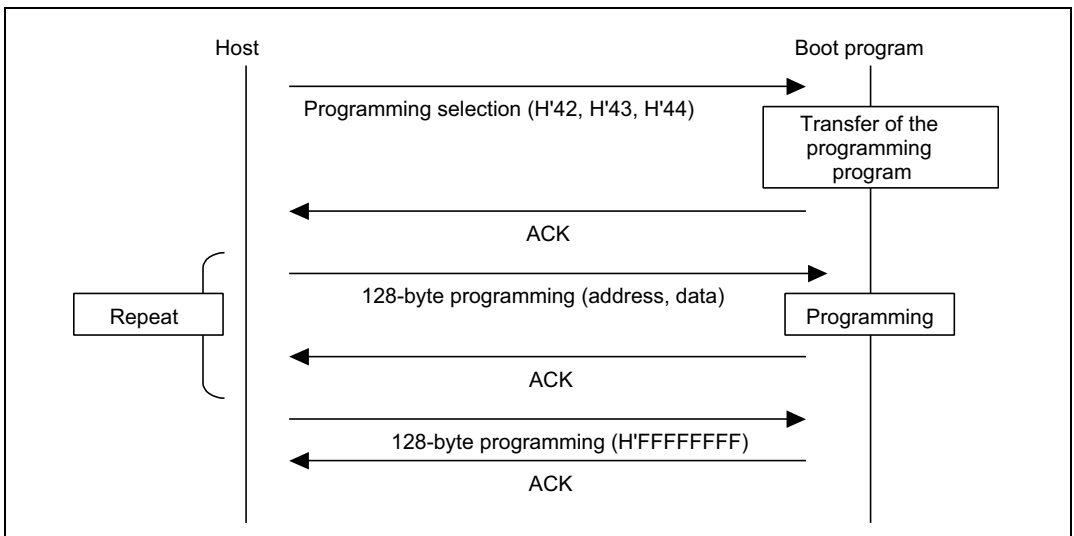 Host
Boot program
Programming selection (H'42, H'43, H'44)
Transfer of the
programming
program
ACK
128-byte programming (address, data)
Repeat
Programming
ACK
128-byte programming (H'FFFFFFFF)
ACK